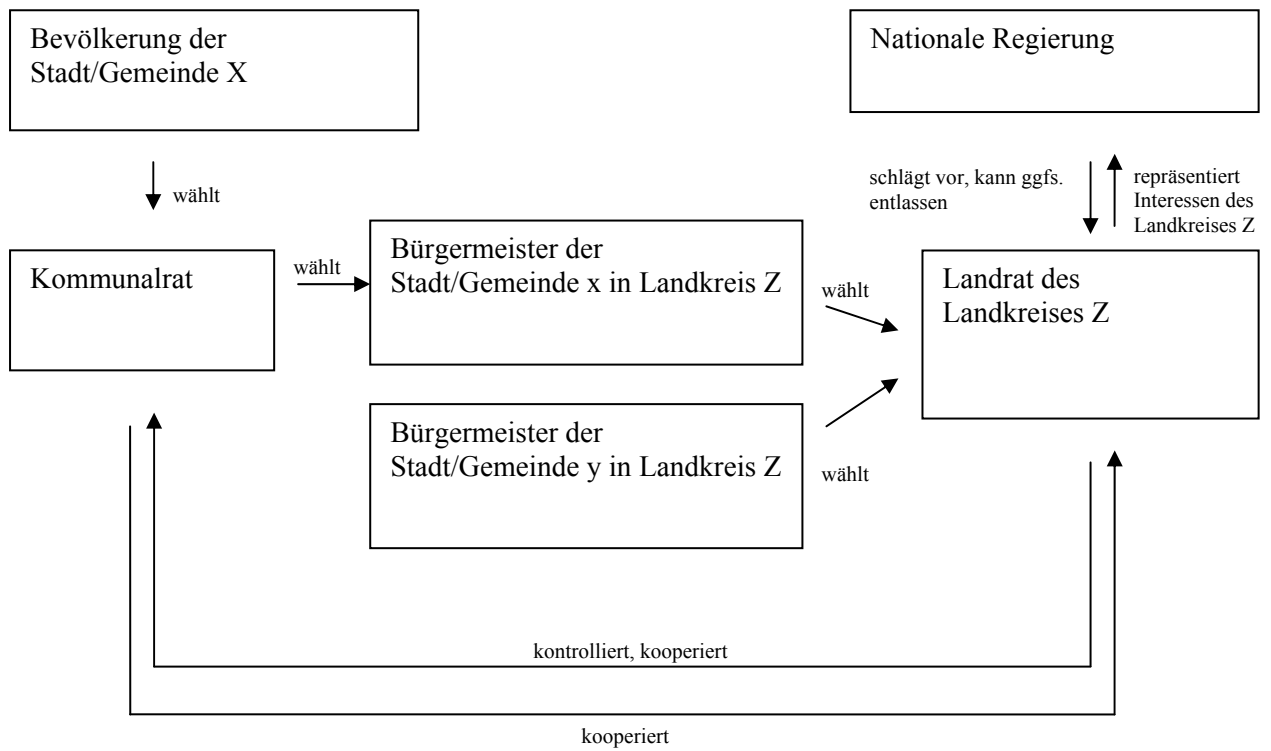 Bevölkerung der
Stadt/Gemeinde X
Nationale Regierung
wählt
schlägt vor, kann ggfs.
entlassen
repräsentiert
Interessen des
Landkreises Z
Kommunalrat
wählt
Bürgermeister der
Stadt/Gemeinde x in Landkreis Z
wählt
Landrat des
Landkreises Z
Bürgermeister der
Stadt/Gemeinde y in Landkreis Z
wählt
kontrolliert, kooperiert
kooperiert